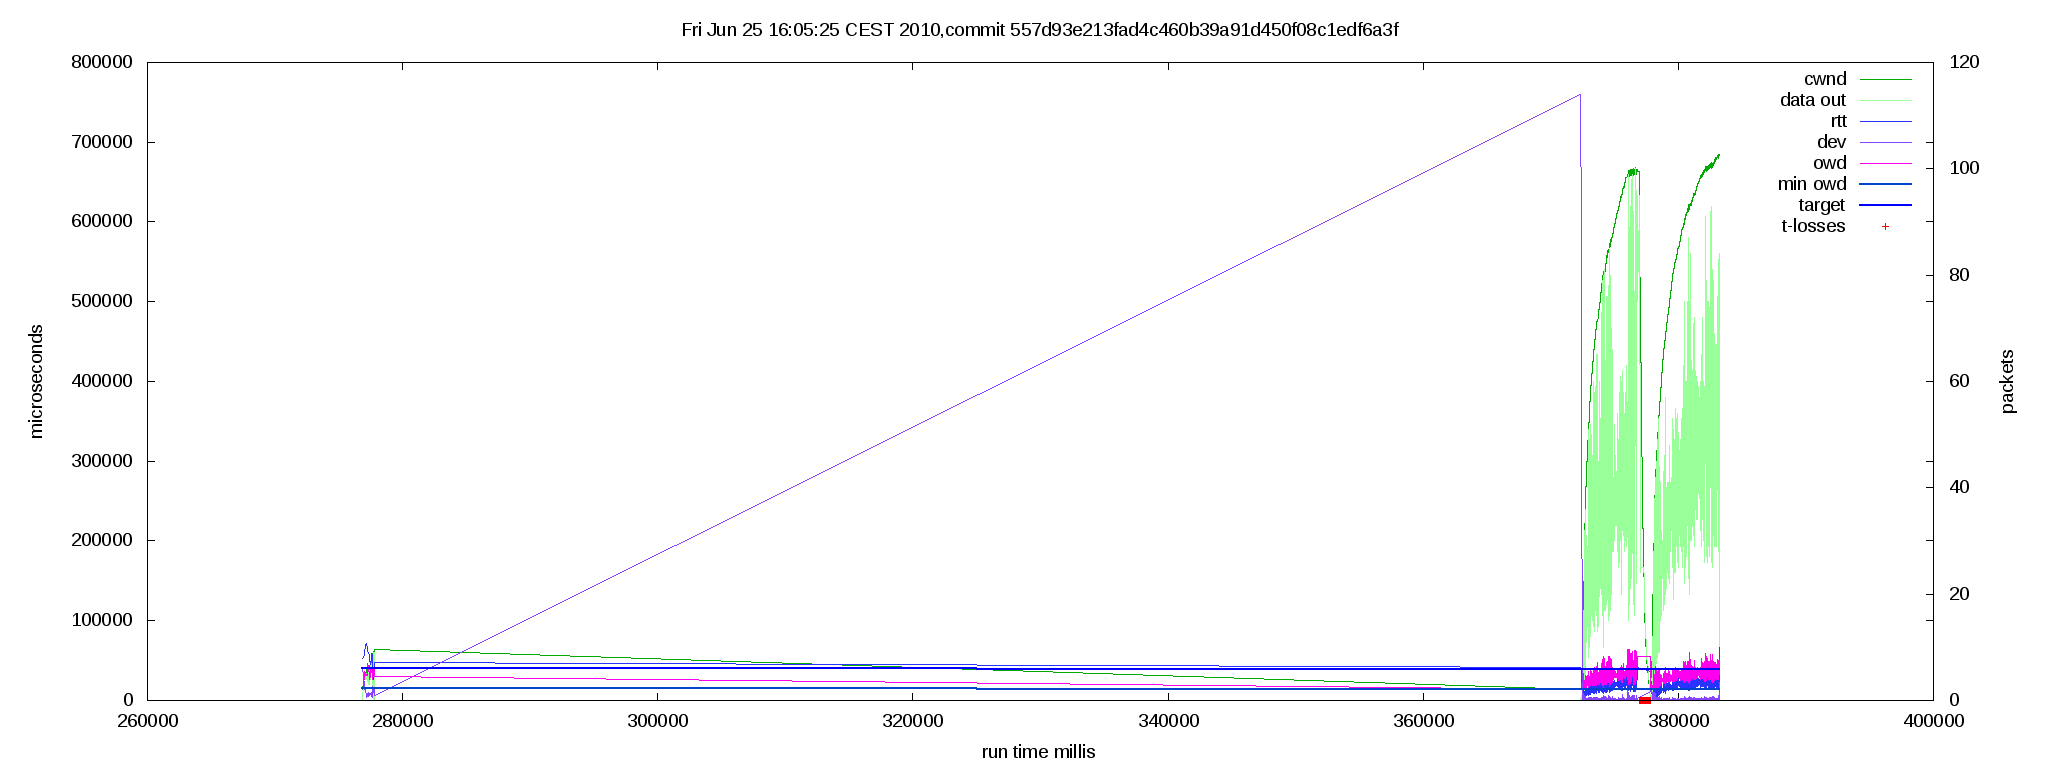 Fri Jun 25 16:05:25 CEST 2010,commit 557d93e213fad4c460b39a91d450f08c1edf6a3f
800000
700000
600000
500000
400000
300000
200000
100000
0
microseconds
120
100
80
60
40
20
0
packets
cwnd
data out
rtt
dev
owd
min owd
target
t-losses
260000 280000 300000 320000 340000 360000 380000 400000
run time millis